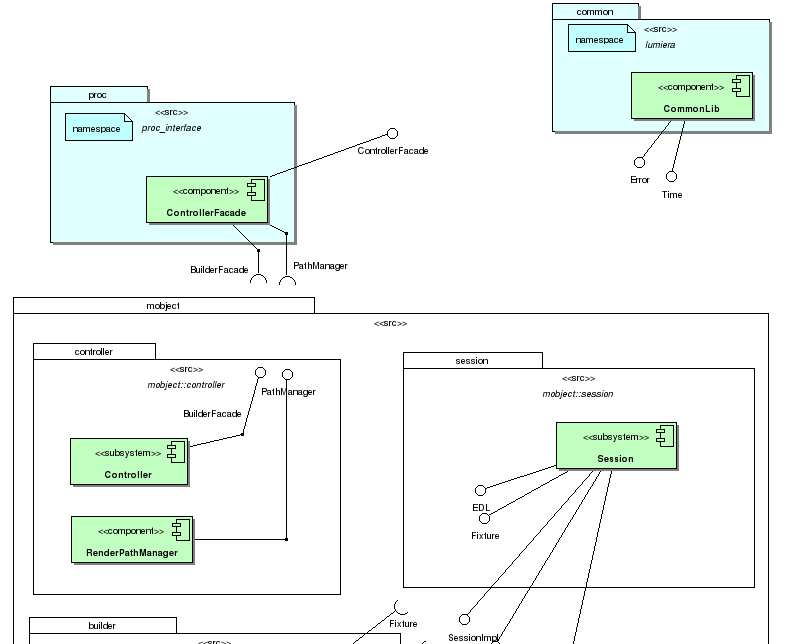 common
<<src>>
namespace
lumiera
<<component>>
CommonLib
Error
Time
proc
<<src>>
namespace
proc_interface
ControllerFacade
<<component>>
ControllerFacade
BuilderFacade
PathManager
mobject
<<src>>
controller
<<src>>
mobject::controller
PathManager
BuilderFacade
<<subsystem>>
Controller
<<component>>
RenderPathManager
session
<<src>>
mobject::session
<<subsystem>>
Session
EDL
Fixture
Fixture
SessionImpl
builder
<<src>>